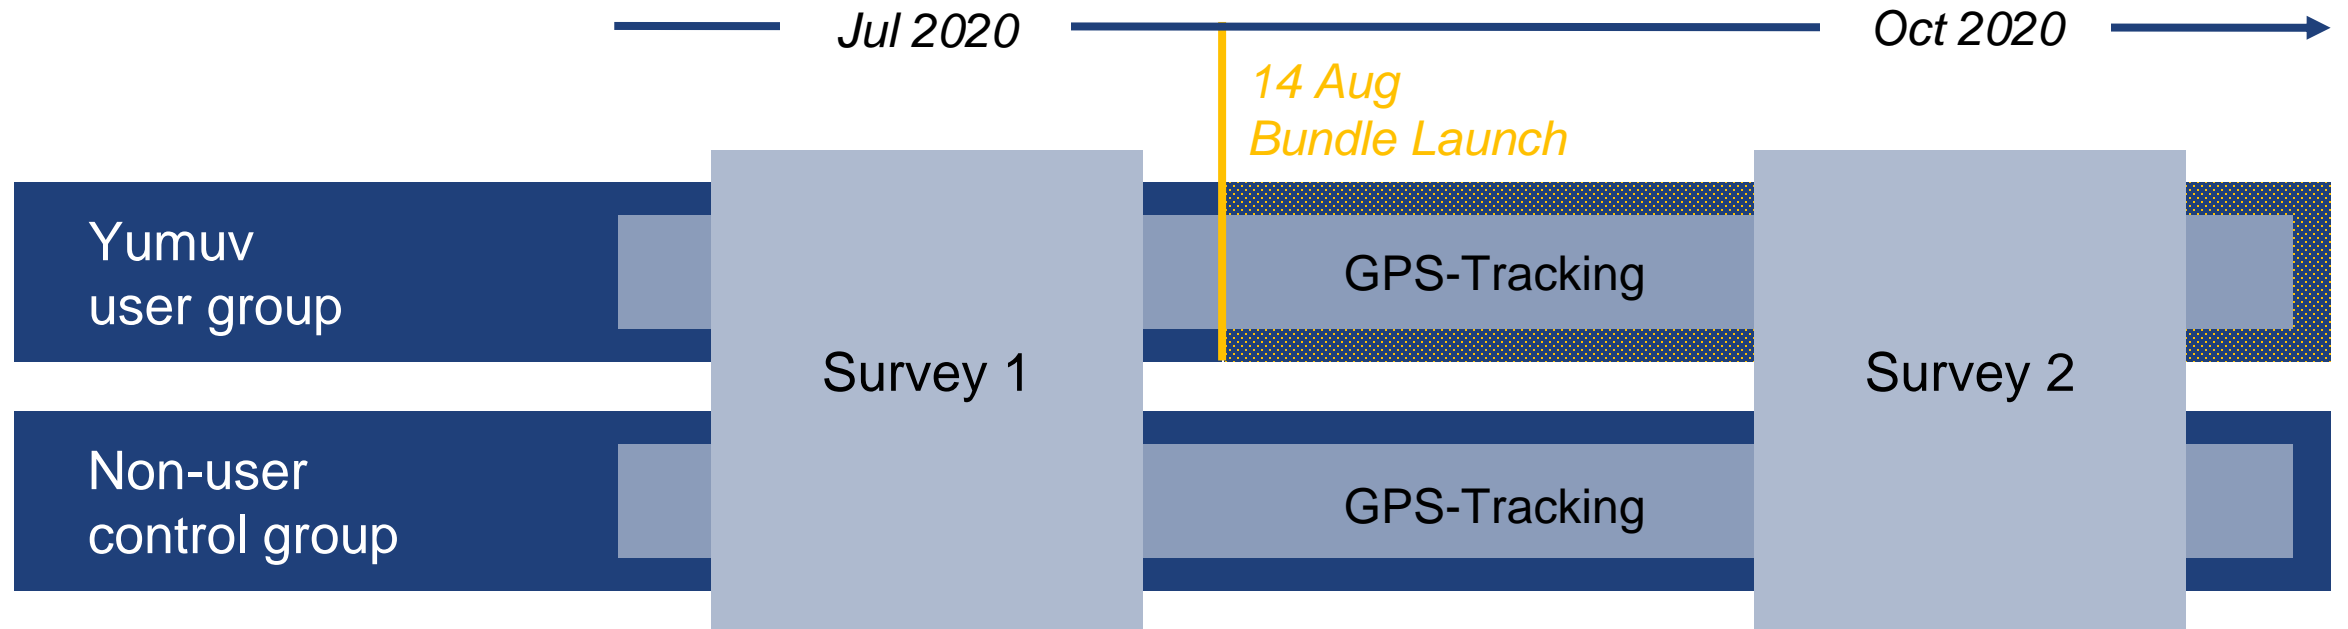 Jul 2020
Oct 2020
14 Aug
Bundle Launch
Yumuv
user group
GPS-Tracking
Survey 1
Survey 2
Non-user
control group
GPS-Tracking